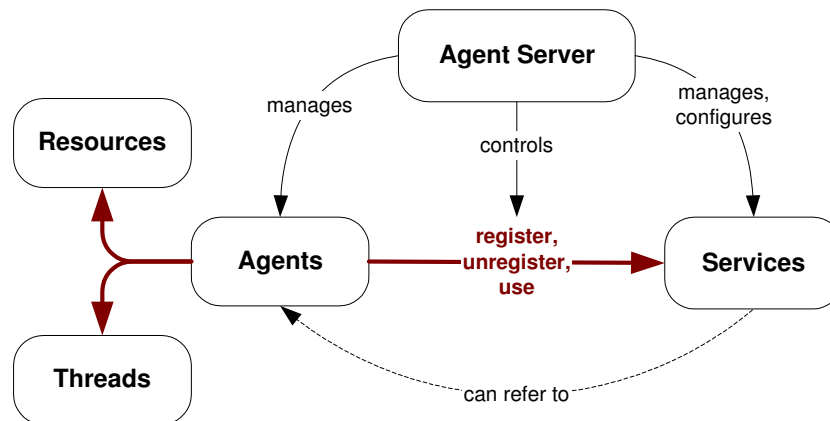 Agent Server
manages
manages,
configures
controls
Resources
register,
unregister,
use
Agents
Services
Threads
can refer to